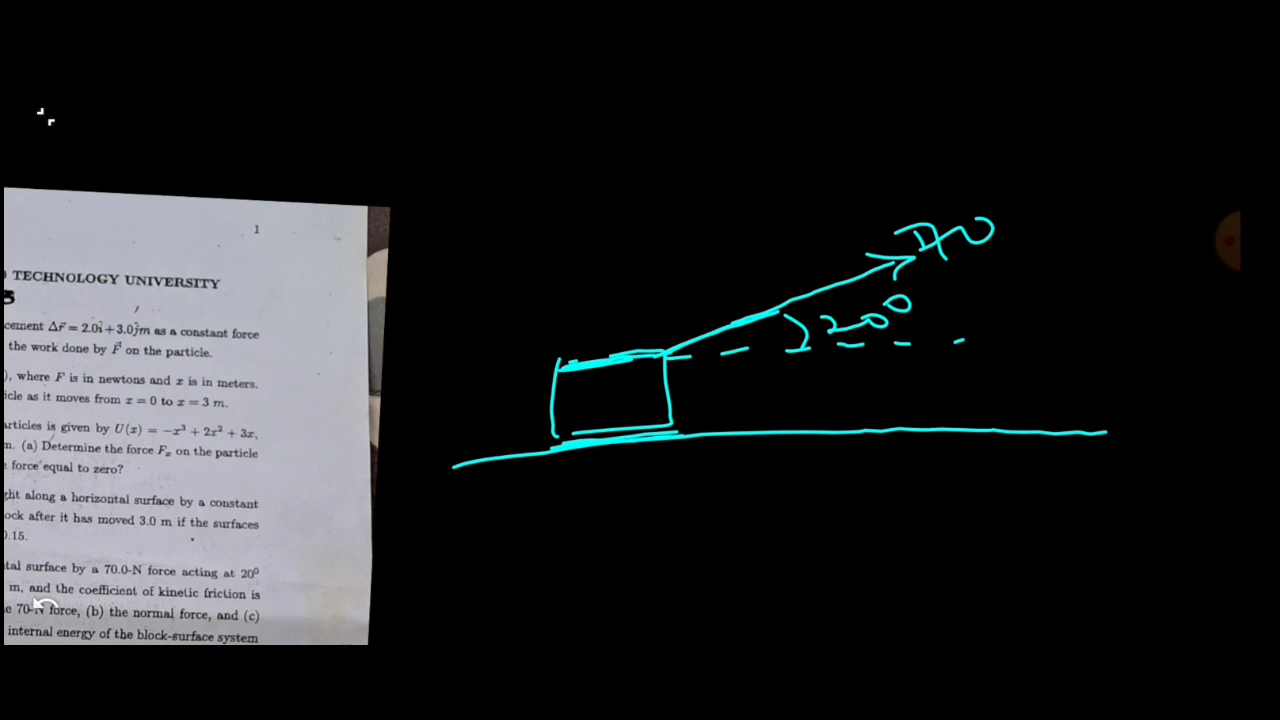 1
TECHNOLOGY UNIVERSITY
3
cement Δr⃗ = 2.0î + 3.0ĵm as a constant force
the work done by F⃗ on the particle.
), where F is in newtons and x is in meters.
icle as it moves from x = 0 to x = 3 m.
articles is given by U(x) = −x³ + 2x² + 3x,
m. (a) Determine the force Fₓ on the particle
force equal to zero?
ght along a horizontal surface by a constant
ock after it has moved 3.0 m if the surfaces
0.15.
tal surface by a 70.0-N force acting at 20⁰
m, and the coefficient of kinetic friction is
e 70-N force, (b) the normal force, and (c)
internal energy of the block-surface system
70
20⁰